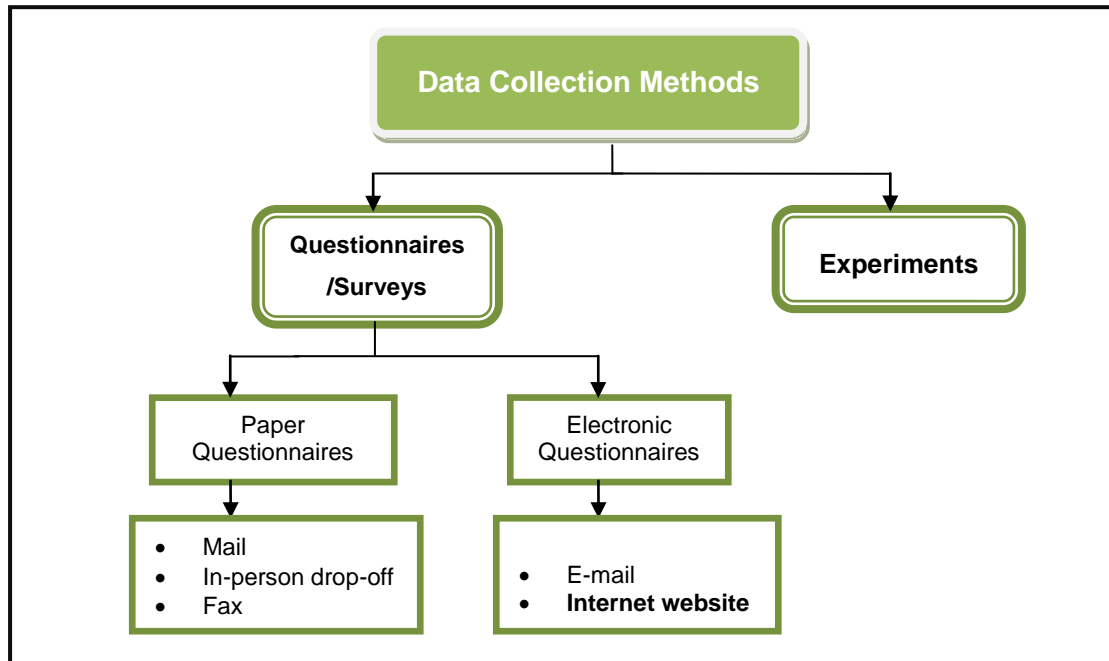 Data Collection Methods
Questionnaires
/Surveys
Experiments
Paper
Questionnaires
Electronic
Questionnaires
• Mail
• In-person drop-off
• Fax
• E-mail
• Internet website